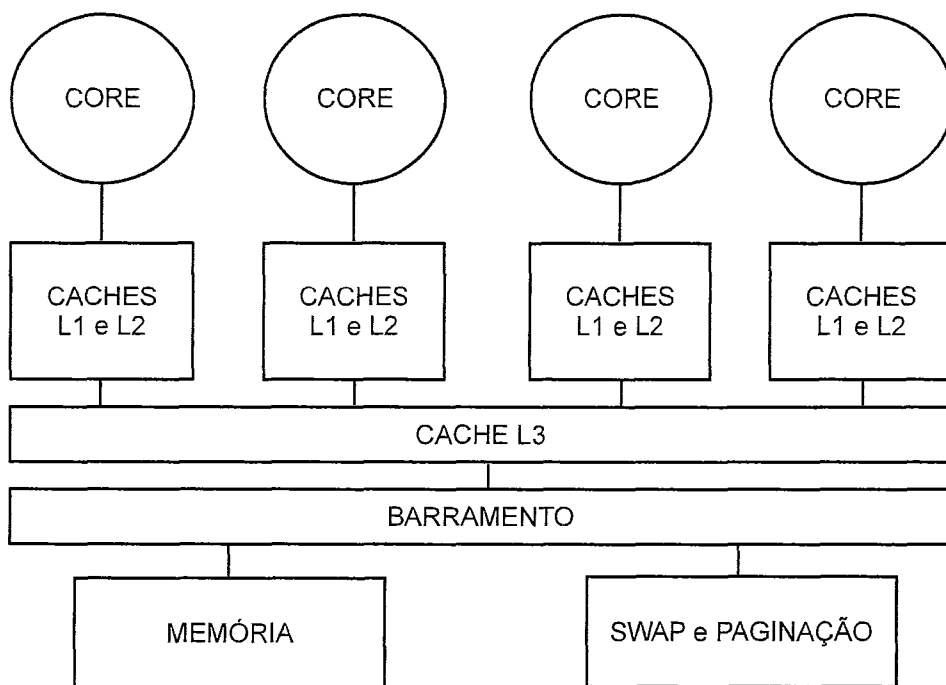 CORE
CORE
CORE
CORE
CACHES
L1 e L2
CACHES
L1 e L2
CACHES
L1 e L2
CACHES
L1 e L2
CACHE L3
BARRAMENTO
MEMÓRIA
SWAP e PAGINAÇÃO